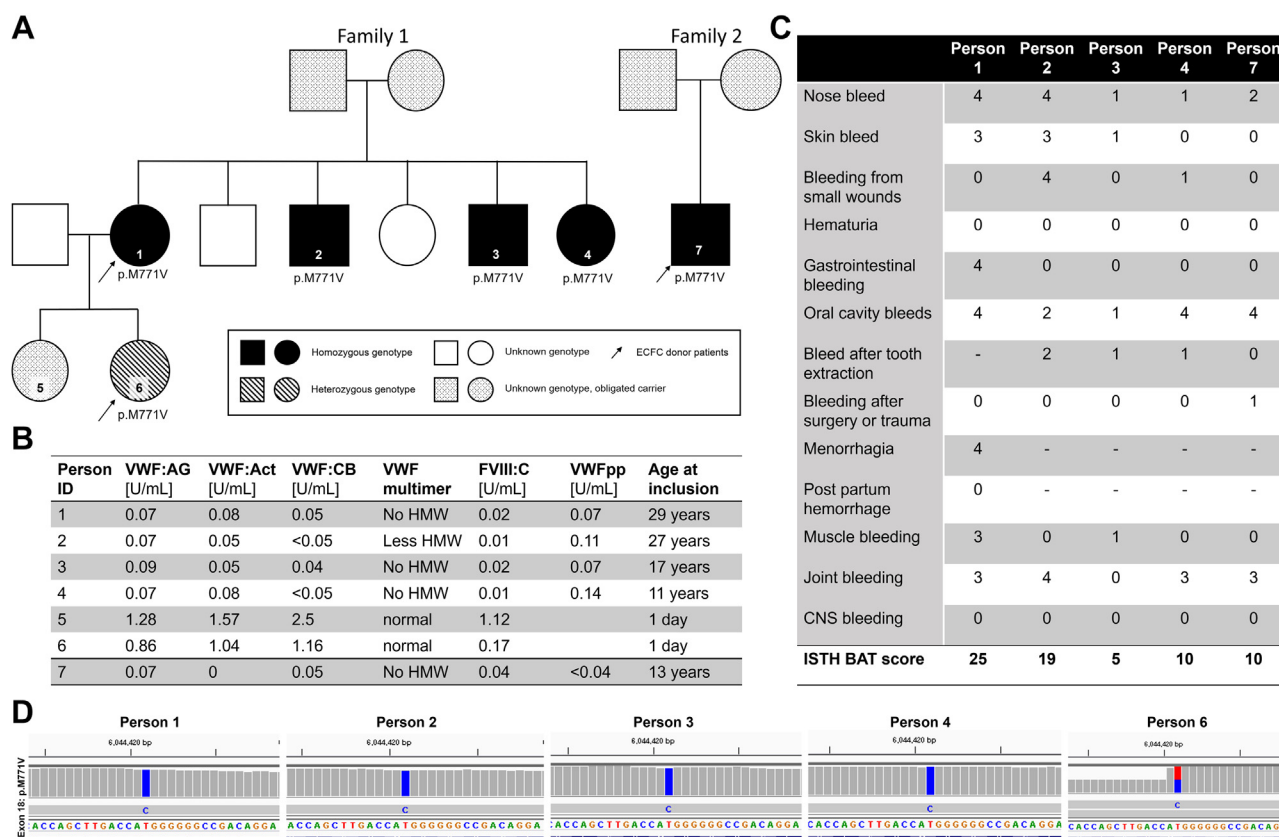 A
Family 1
Family 2
1
p.M771V
2
p.M771V
3
p.M771V
4
p.M771V
7
p.M771V
5
6
p.M771V
Homozygous genotype
Unknown genotype
ECFC donor patients
Heterozygous genotype
Unknown genotype, obligated carrier
B
Person ID VWF:AG [U/mL] VWF:Act [U/mL] VWF:CB [U/mL] VWF multimer FVIII:C [U/mL] VWFpp [U/mL] Age at inclusion
1 0.07 0.08 0.05 No HMW 0.02 0.07 29 years
2 0.07 0.05 <0.05 Less HMW 0.01 0.11 27 years
3 0.09 0.05 0.04 No HMW 0.02 0.07 17 years
4 0.07 0.08 <0.05 No HMW 0.01 0.14 11 years
5 1.28 1.57 2.5 normal 1.12 1 day
6 0.86 1.04 1.16 normal 0.17 1 day
7 0.07 0 0.05 No HMW 0.04 <0.04 13 years
C
Person 1 Person 2 Person 3 Person 4 Person 7
Nose bleed 4 4 1 1 2
Skin bleed 3 3 1 0 0
Bleeding from small wounds 0 4 0 1 0
Hematuria 0 0 0 0 0
Gastrointestinal bleeding 4 0 0 0 0
Oral cavity bleeds 4 2 1 4 4
Bleed after tooth extraction - 2 1 1 0
Bleeding after surgery or trauma 0 0 0 0 1
Menorrhagia 4 - - - -
Post partum hemorrhage 0 - - - -
Muscle bleeding 3 0 1 0 0
Joint bleeding 3 4 0 3 3
CNS bleeding 0 0 0 0 0
ISTH BAT score 25 19 5 10 10
D
Person 1 Person 2 Person 3 Person 4 Person 6
6,044,420 bp 6,044,420 bp 6,044,420 bp 6,044,420 bp 6,044,420 bp
Exon 18: p.M771V
C C C C C
ACCAGCTTGACCATGGGGGGCCGACAGGA CACCAGCTTGACCATGGGGGGCCGACAGGA CACCAGCTTGACCATGGGGGGCCGACAGGA CACCAGCTTGACCATGGGGGGCCGACAGGA CACCAGCTTGACCATGGGGGGCCGACAGGA